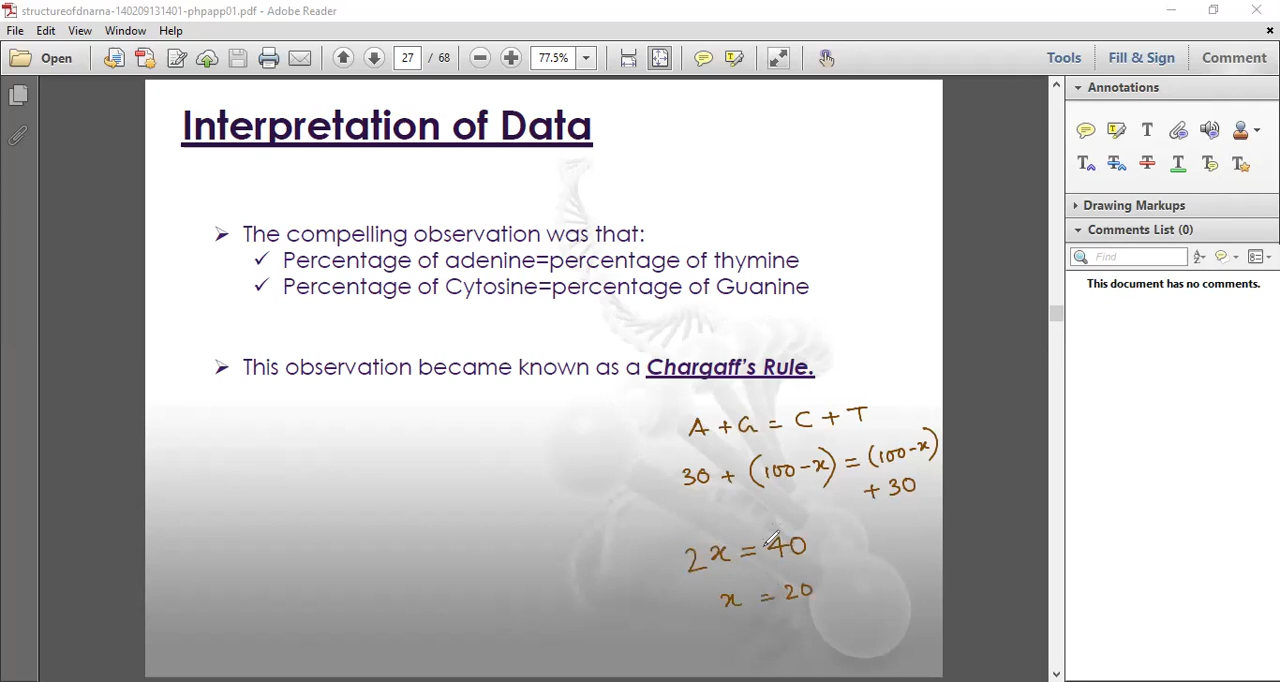 structureofdnarna-140209131401-phpapp01.pdf - Adobe Reader
File Edit View Window Help
Open 27 / 68 77.5% Tools Fill & Sign Comment
Annotations
Drawing Markups
Comments List (0)
Find
This document has no comments.
Interpretation of Data
The compelling observation was that:
Percentage of adenine=percentage of thymine
Percentage of Cytosine=percentage of Guanine
This observation became known as a Chargaff's Rule.
A + G = C + T
30 + (100-x) = (100-x)
+ 30
2x = 40
x = 20